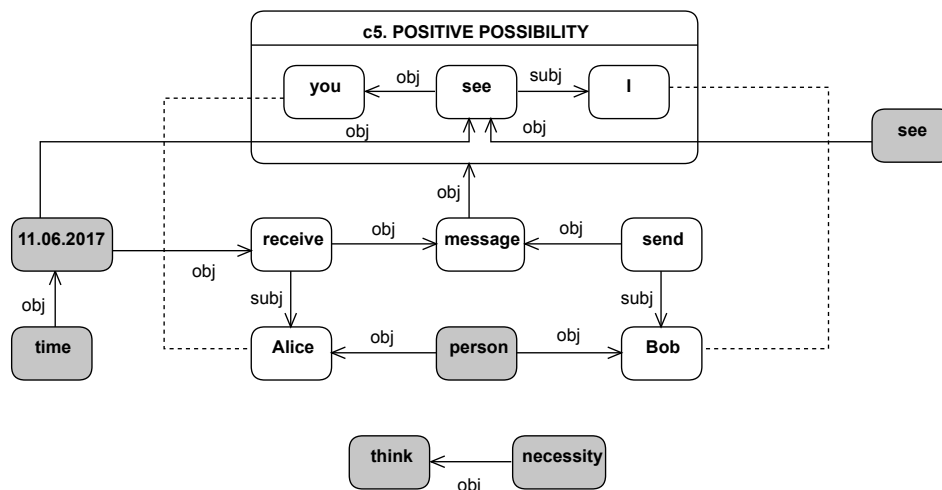 c5. POSITIVE POSSIBILITY
you
obj
see
subj
I
obj
obj
see
obj
11.06.2017
receive
obj
message
obj
send
obj
obj
subj
subj
time
Alice
obj
person
obj
Bob
think
necessity
obj